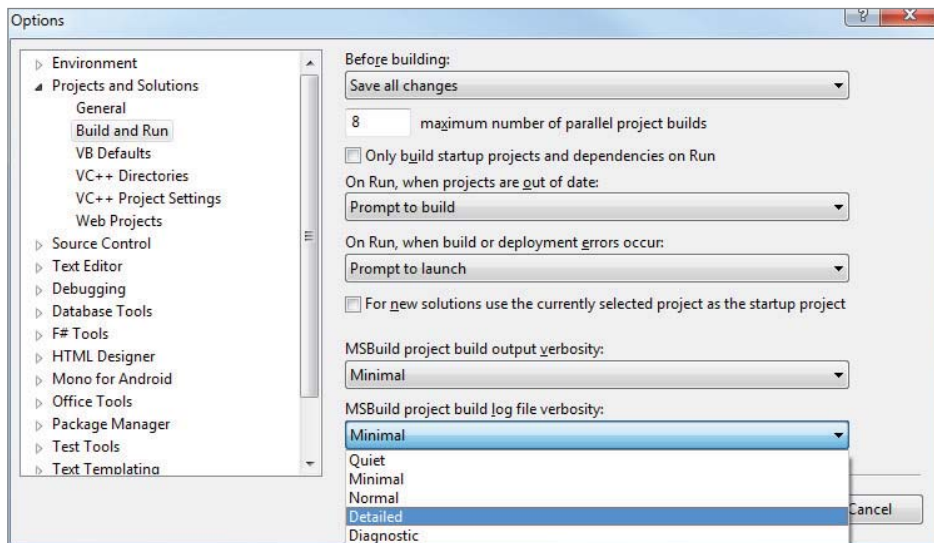 Options
Environment
Projects and Solutions
General
Build and Run
VB Defaults
VC++ Directories
VC++ Project Settings
Web Projects
Source Control
Text Editor
Debugging
Database Tools
F# Tools
HTML Designer
Mono for Android
Office Tools
Package Manager
Test Tools
Text Templating
Before building:
Save all changes
8 maximum number of parallel project builds
Only build startup projects and dependencies on Run
On Run, when projects are out of date:
Prompt to build
On Run, when build or deployment errors occur:
Prompt to launch
For new solutions use the currently selected project as the startup project
MSBuild project build output verbosity:
Minimal
MSBuild project build log file verbosity:
Minimal
Quiet
Minimal
Normal
Detailed
Diagnostic
Cancel